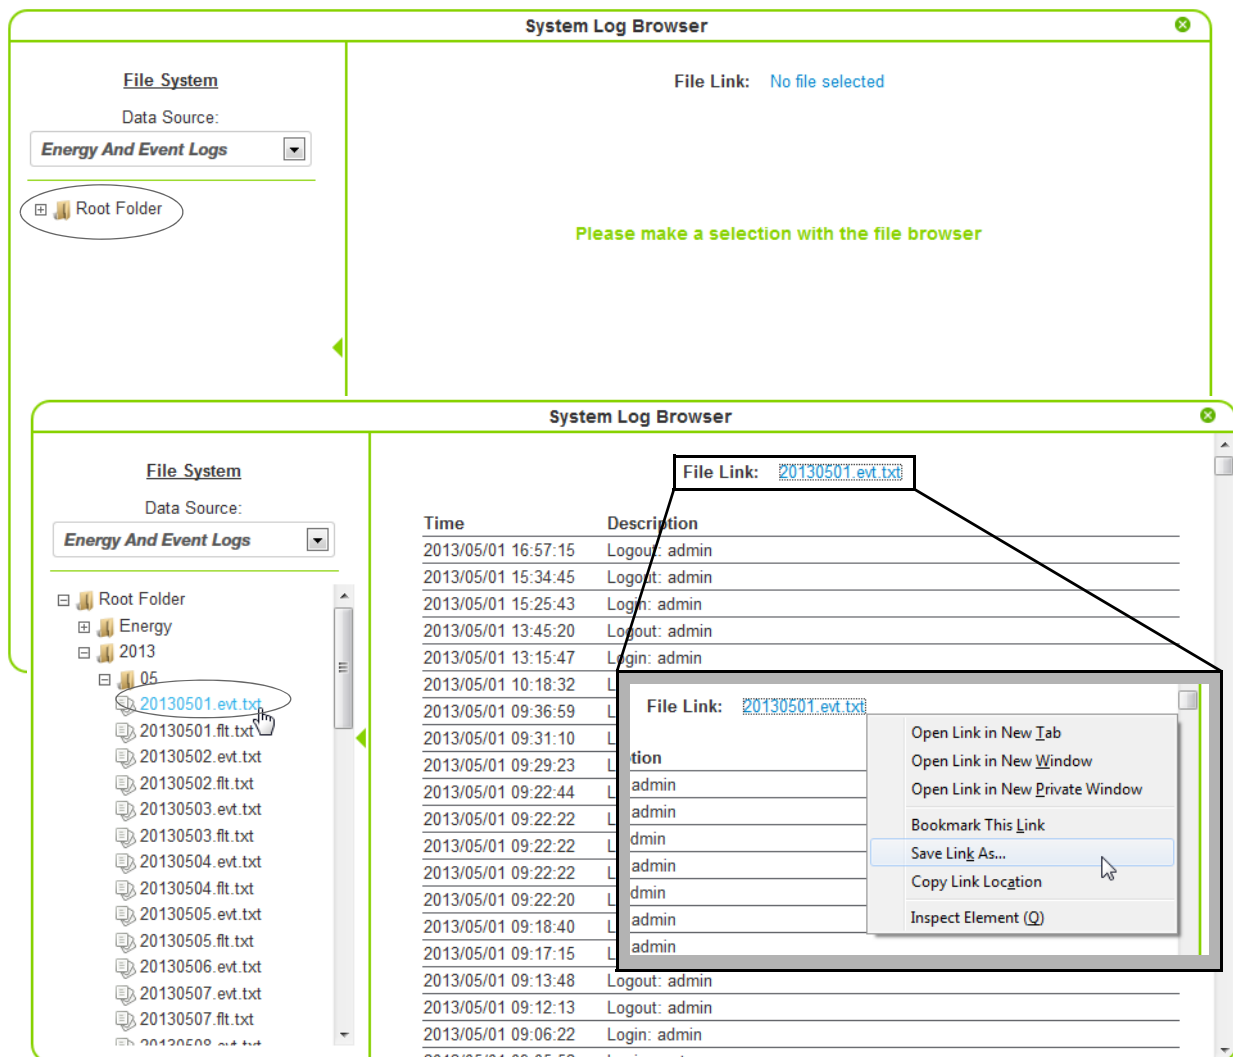 System Log Browser
File System
File Link: No file selected
Data Source:
Energy And Event Logs
Root Folder
Please make a selection with the file browser
System Log Browser
File System
File Link: 20130501.evt.txt
Data Source:
Energy And Event Logs
Root Folder
Energy
2013
05
20130501.evt.txt
20130501.flt.txt
20130502.evt.txt
20130502.flt.txt
20130503.evt.txt
20130503.flt.txt
20130504.evt.txt
20130504.flt.txt
20130505.evt.txt
20130505.flt.txt
20130506.evt.txt
20130507.evt.txt
20130507.flt.txt
20130508.evt.txt
Time Description
2013/05/01 16:57:15 Logout: admin
2013/05/01 15:34:45 Logout: admin
2013/05/01 15:25:43 Login: admin
2013/05/01 13:45:20 Logout: admin
2013/05/01 13:15:47 Login: admin
2013/05/01 10:18:32 L
2013/05/01 09:36:59 L
2013/05/01 09:31:10 L
2013/05/01 09:29:23 L
2013/05/01 09:22:44 L
2013/05/01 09:22:22 L
2013/05/01 09:22:22 L
2013/05/01 09:22:22 L
2013/05/01 09:22:20 L
2013/05/01 09:18:40 L
2013/05/01 09:17:15 L
2013/05/01 09:13:48 Logout: admin
2013/05/01 09:12:13 Logout: admin
2013/05/01 09:06:22 Login: admin
File Link: 20130501.evt.txt
tion
admin
admin
dmin
admin
dmin
admin
admin
Open Link in New Tab
Open Link in New Window
Open Link in New Private Window
Bookmark This Link
Save Link As...
Copy Link Location
Inspect Element (Q)